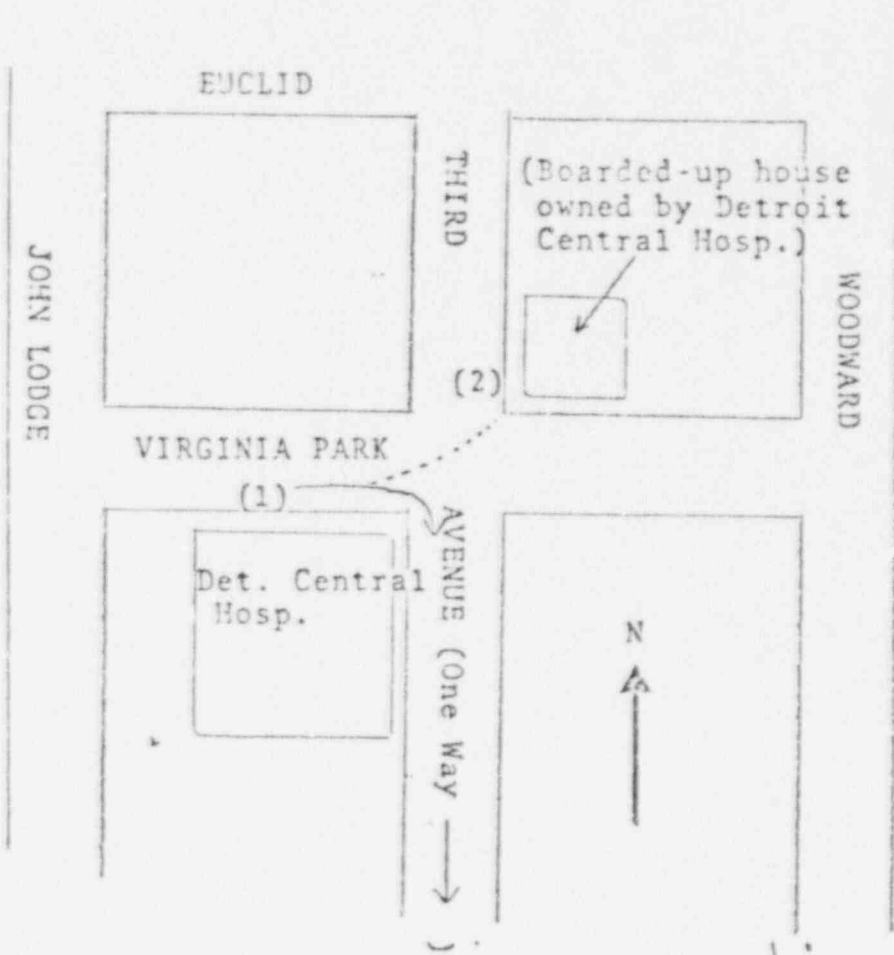 EUCLID
THIRD
(Boarded-up house
owned by Detroit
Central Hosp.)
JOHN LODGE
WOODWARD
(2)
VIRGINIA PARK
(1)
AVENUE (One Way
)
Det. Central
Hosp.
N